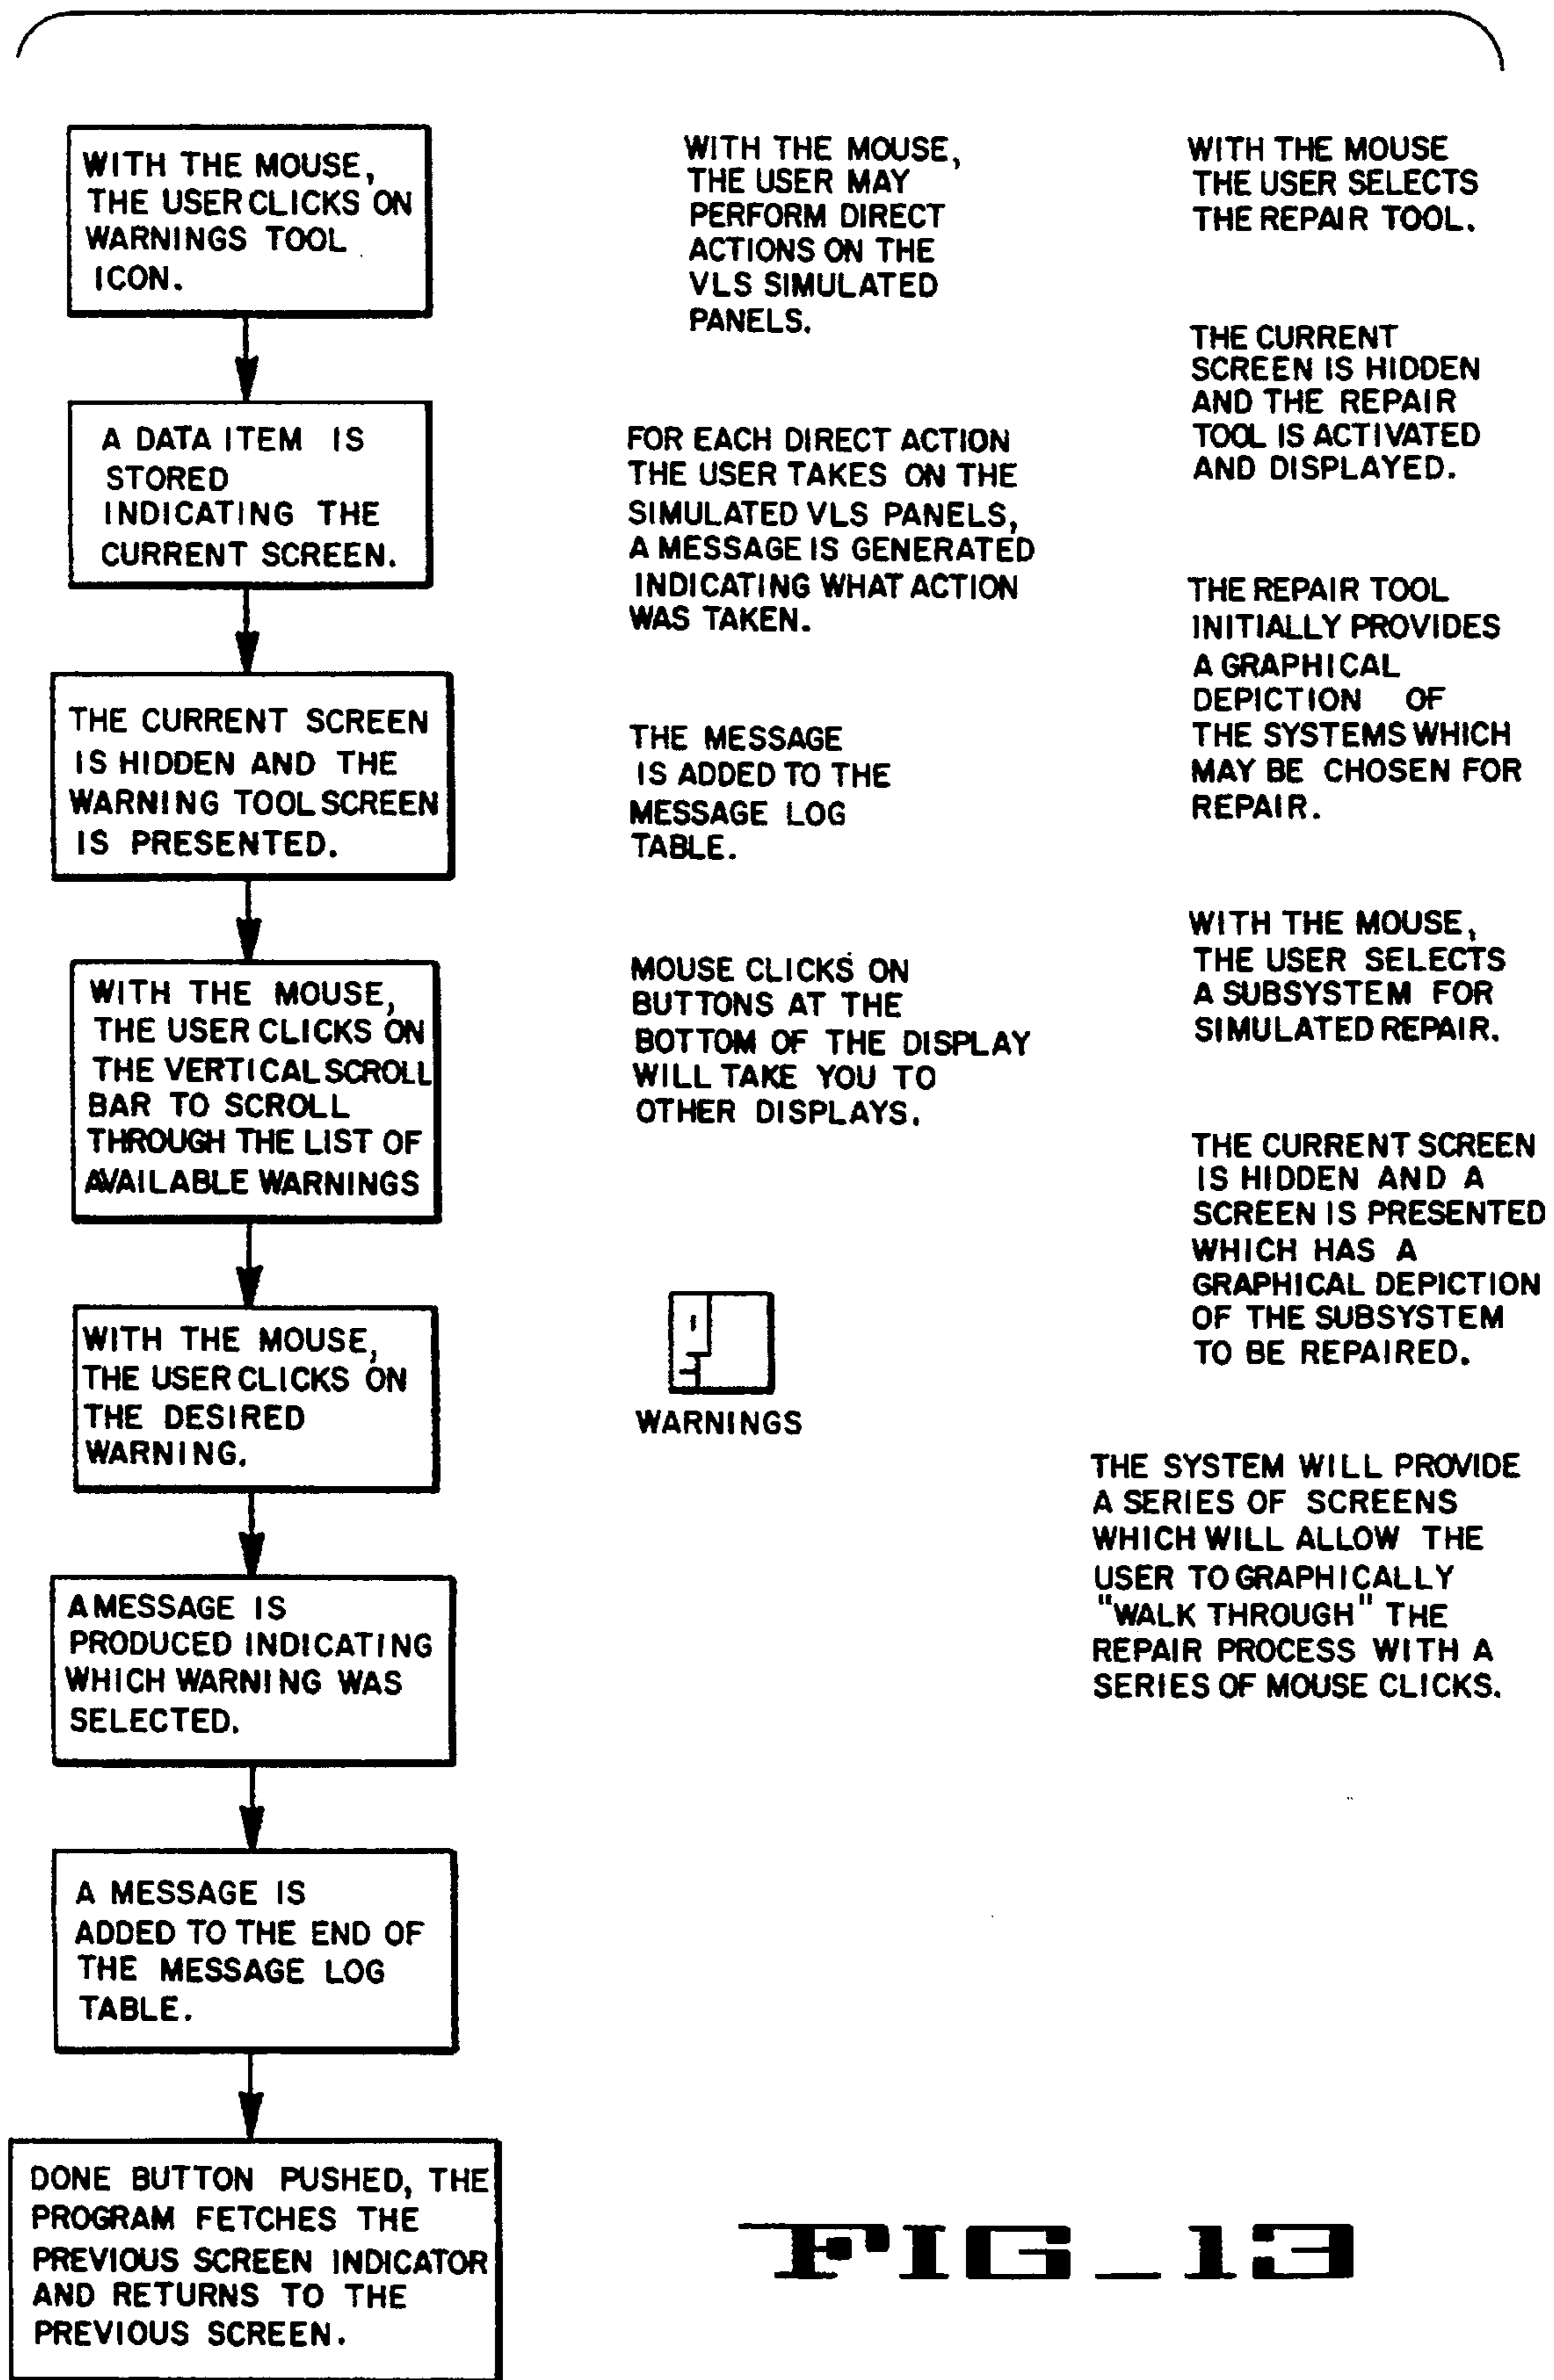 WITH THE MOUSE,
THE USER CLICKS ON
WARNINGS TOOL
ICON.
A DATA ITEM IS
STORED
INDICATING THE
CURRENT SCREEN.
THE CURRENT SCREEN
IS HIDDEN AND THE
WARNING TOOL SCREEN
IS PRESENTED.
WITH THE MOUSE,
THE USER CLICKS ON
THE VERTICAL SCROLL
BAR TO SCROLL
THROUGH THE LIST OF
AVAILABLE WARNINGS
WITH THE MOUSE,
THE USER CLICKS ON
THE DESIRED
WARNING.
A MESSAGE IS
PRODUCED INDICATING
WHICH WARNING WAS
SELECTED.
A MESSAGE IS
ADDED TO THE END OF
THE MESSAGE LOG
TABLE.
DONE BUTTON PUSHED, THE
PROGRAM FETCHES THE
PREVIOUS SCREEN INDICATOR
AND RETURNS TO THE
PREVIOUS SCREEN.
WITH THE MOUSE,
THE USER MAY
PERFORM DIRECT
ACTIONS ON THE
VLS SIMULATED
PANELS.
FOR EACH DIRECT ACTION
THE USER TAKES ON THE
SIMULATED VLS PANELS,
A MESSAGE IS GENERATED
INDICATING WHAT ACTION
WAS TAKEN.
THE MESSAGE
IS ADDED TO THE
MESSAGE LOG
TABLE.
MOUSE CLICKS ON
BUTTONS AT THE
BOTTOM OF THE DISPLAY
WILL TAKE YOU TO
OTHER DISPLAYS.
WARNINGS
WITH THE MOUSE
THE USER SELECTS
THE REPAIR TOOL.
THE CURRENT
SCREEN IS HIDDEN
AND THE REPAIR
TOOL IS ACTIVATED
AND DISPLAYED.
THE REPAIR TOOL
INITIALLY PROVIDES
A GRAPHICAL
DEPICTION OF
THE SYSTEMS WHICH
MAY BE CHOSEN FOR
REPAIR.
WITH THE MOUSE,
THE USER SELECTS
A SUBSYSTEM FOR
SIMULATED REPAIR.
THE CURRENT SCREEN
IS HIDDEN AND A
SCREEN IS PRESENTED
WHICH HAS A
GRAPHICAL DEPICTION
OF THE SUBSYSTEM
TO BE REPAIRED.
THE SYSTEM WILL PROVIDE
A SERIES OF SCREENS
WHICH WILL ALLOW THE
USER TO GRAPHICALLY
"WALK THROUGH" THE
REPAIR PROCESS WITH A
SERIES OF MOUSE CLICKS.
FIG_13